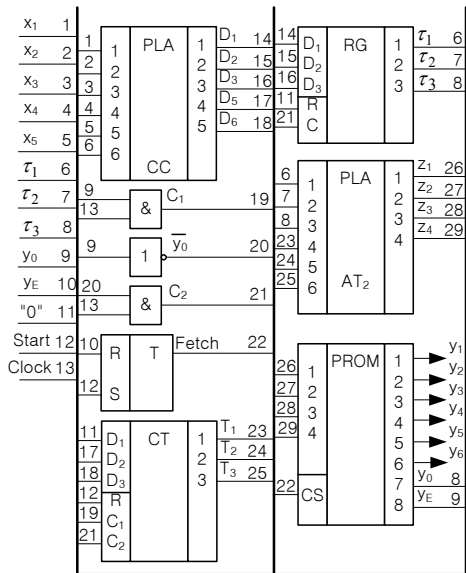 x₁ 1
x₂ 2
x₃ 3
x₄ 4
x₅ 5
τ₁ 6
τ₂ 7
τ₃ 8
y₀ 9
yE 10
"0" 11
Start 12
Clock 13
1 1 PLA 1 D₁ 14
2 2 2 D₂ 15
3 3 3 D₃ 16
4 4 4 D₅ 17
5 5 5 D₆ 18
6 6
CC
9 & C₁ 19
13
9 1 y̅₀ 20
20 & C₂ 21
13
10 R T Fetch 22
12 S
11 D₁ CT 1 T₁ 23
17 D₂ 2 T₂ 24
18 D₃ 3 T₃ 25
12 R
19 C₁
21 C₂
14 D₁ RG 1 τ₁ 6
15 D₂ 2 τ₂ 7
16 D₃ 3 τ₃ 8
11 R
21 C
6 1 PLA 1 z₁ 26
7 2 2 z₂ 27
8 3 3 z₃ 28
23 4 4 z₄ 29
24 5
25 6
AT₂
26 1 PROM 1 y₁
27 2 2 y₂
28 3 3 y₃
29 4 4 y₄
5 y₅
6 y₆
7 y₀ 8
22 CS 8 yE 9